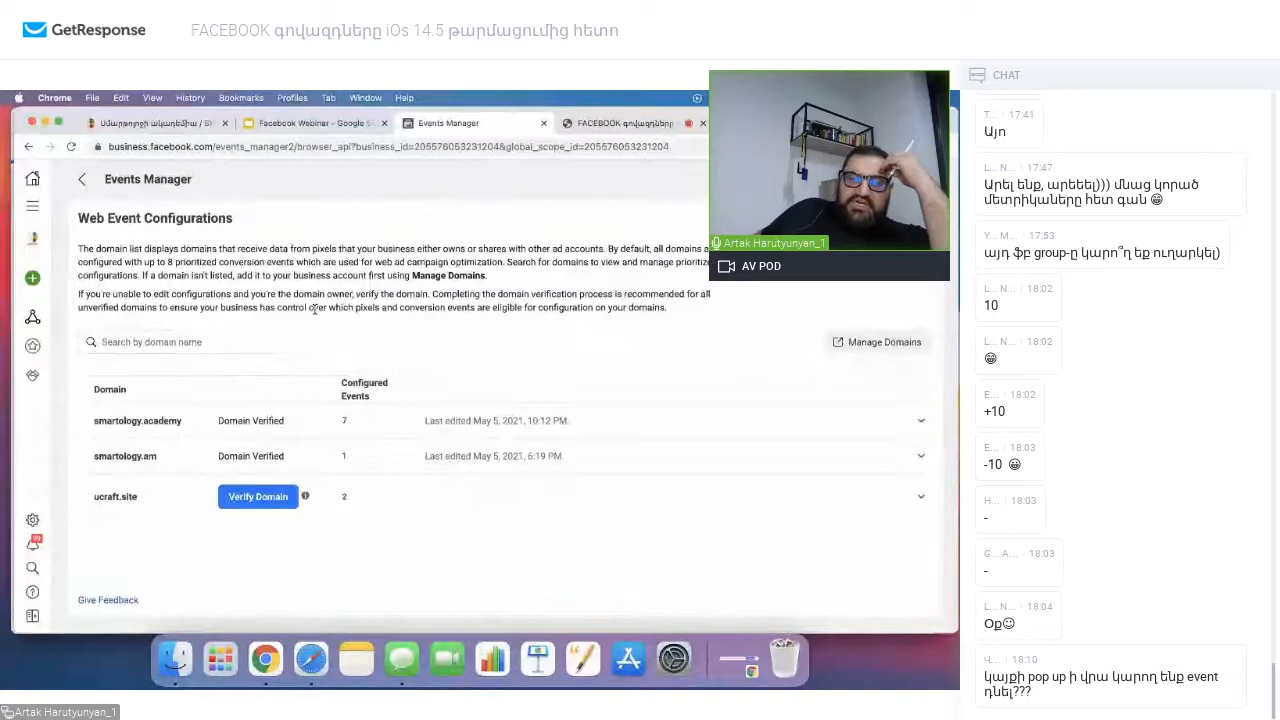 GetResponse
FACEBOOK գովազդները iOs 14.5 թարմացումից հետո
CHAT
Chrome File Edit View History Bookmarks Profiles Tab Window Help
Facebook Webinar – Google S
Events Manager
FACEBOOK գովազդները
business.facebook.com/events_manager2/browser_api?business_id=205576053231204&global_scope_id=205576053231204
Events Manager
Web Event Configurations
The domain list displays domains that receive data from pixels that your business either owns or shares with other ad accounts. By default, all domains a
configured with up to 8 prioritized conversion events which are used for web ad campaign optimization. Search for domains to view and manage prioritiz
configurations. If a domain isn't listed, add it to your business account first using Manage Domains.
If you're unable to edit configurations and you're the domain owner, verify the domain. Completing the domain verification process is recommended for all
unverified domains to ensure your business has control over which pixels and conversion events are eligible for configuration on your domains.
Search by domain name
Manage Domains
Domain
Configured
Events
smartology.academy Domain Verified 7 Last edited May 5, 2021, 10:12 PM.
smartology.am Domain Verified 1 Last edited May 5, 2021, 6:19 PM.
ucraft.site Verify Domain 2
Give Feedback
Artak Harutyunyan_1
AV POD
Artak Harutyunyan_1
T... 17:41
Այո
L... N... 17:47
Արել ենք, արեեել))) մնաց կորած
մետրիկաները հետ գան 😁
Y... M... 17:53
այդ ֆբ group-ը կարո՞ղ եք ուղարկել)
L... N... 18:02
10
L... N... 18:02
😁
E... 18:02
+10
E... 18:03
-10 😀
H... 18:03
-
G... A... 18:03
-
L... N... 18:04
Օք☺
Վ... 18:10
կայքի pop up ի վրա կարող ենք event
դնել???